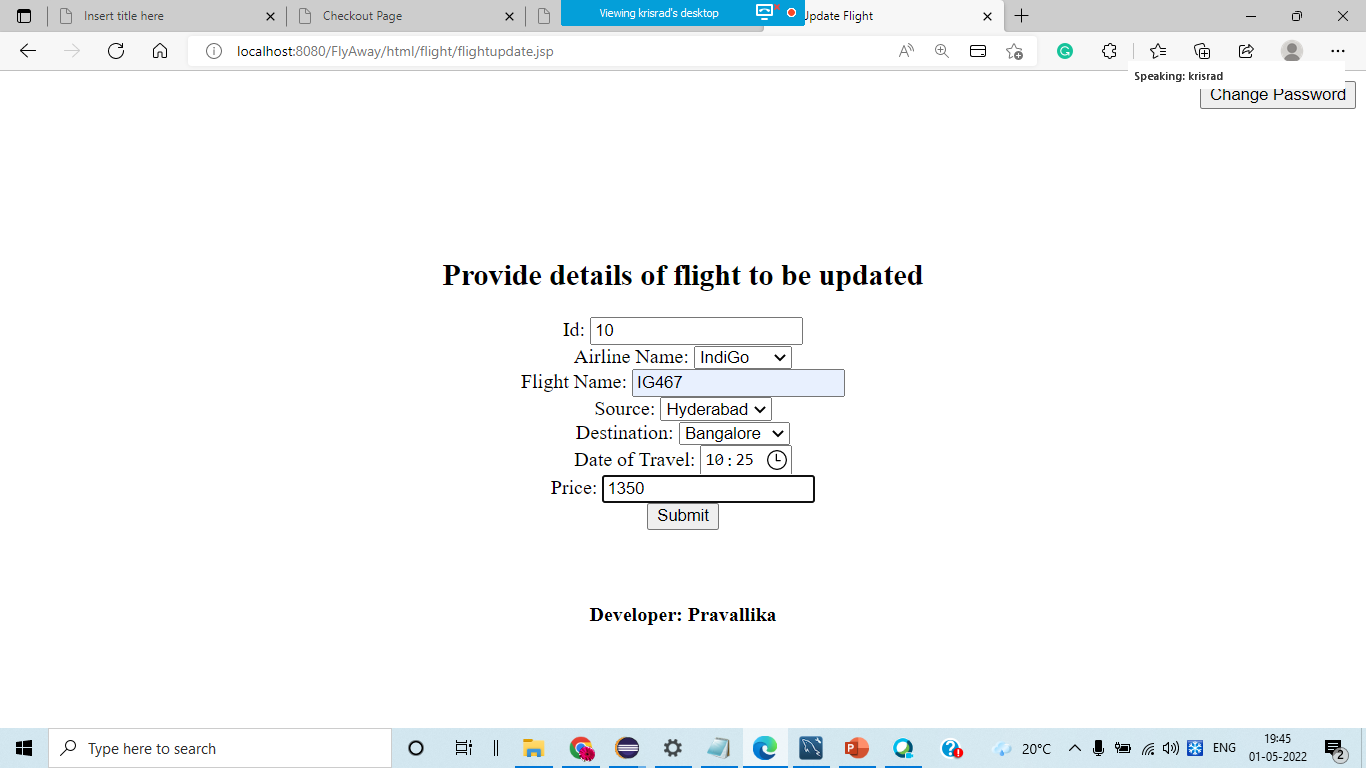 Insert title here
Checkout Page
Viewing krisrad's desktop
Update Flight
localhost:8080/FlyAway/html/flight/flightupdate.jsp
Speaking: krisrad
Change Password
Provide details of flight to be updated
Id: 10
Airline Name: IndiGo
Flight Name: IG467
Source: Hyderabad
Destination: Bangalore
Date of Travel: 10:25
Price: 1350
Submit
Developer: Pravallika
Type here to search
20°C
ENG
19:45
01-05-2022
2